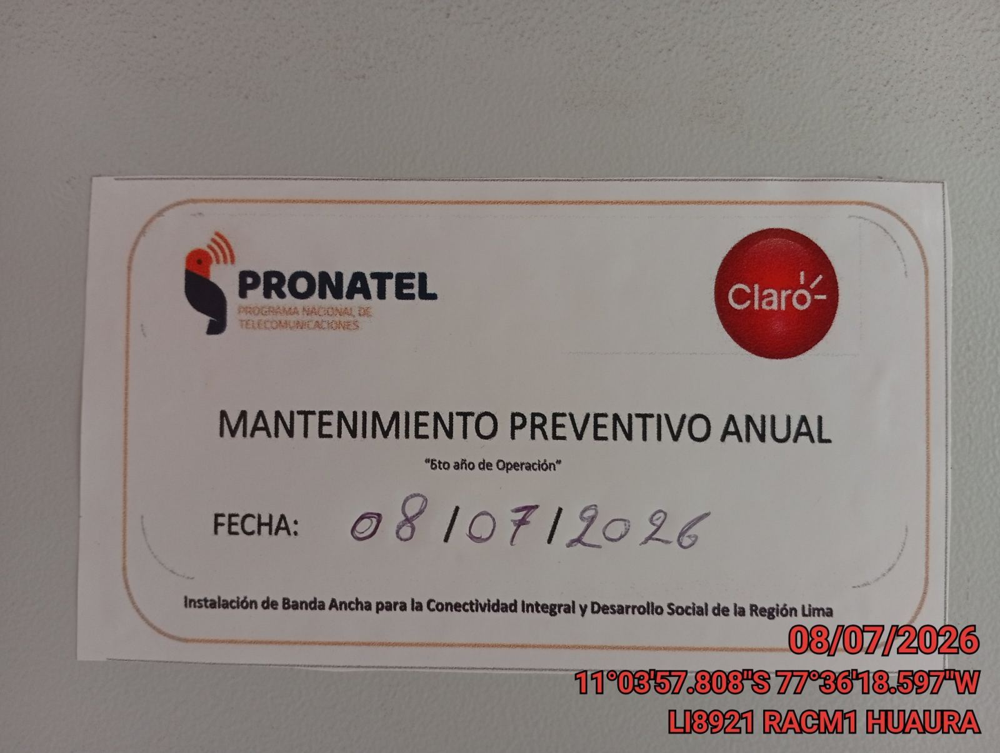 PRONATEL
PROGRAMA NACIONAL DE
TELECOMUNICACIONES
Claro
MANTENIMIENTO PREVENTIVO ANUAL
"6to año de Operación"
FECHA: 08/07/2026
Instalación de Banda Ancha para la Conectividad Integral y Desarrollo Social de la Región Lima
08/07/2026
11°03'57.808"S 77°36'18.597"W
LI8921 RACM1 HUAURA